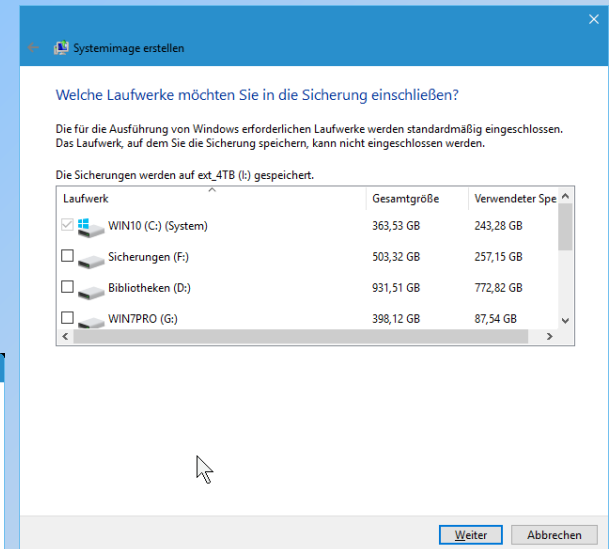 Systemimage erstellen
Welche Laufwerke möchten Sie in die Sicherung einschließen?
Die für die Ausführung von Windows erforderlichen Laufwerke werden standardmäßig eingeschlossen.
Das Laufwerk, auf dem Sie die Sicherung speichern, kann nicht eingeschlossen werden.
Die Sicherungen werden auf ext_4TB (I:) gespeichert.
Laufwerk Gesamtgröße Verwendeter Spe
WIN10 (C:) (System) 363,53 GB 243,28 GB
Sicherungen (F:) 503,32 GB 257,15 GB
Bibliotheken (D:) 931,51 GB 772,82 GB
WIN7PRO (G:) 398,12 GB 87,54 GB
Weiter Abbrechen